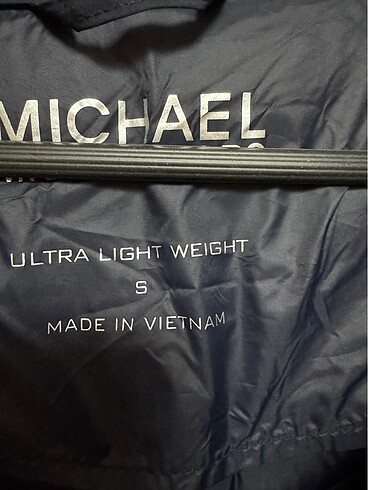 MICHAEL
ULTRA LIGHT WEIGHT
S
MADE IN VIETNAM